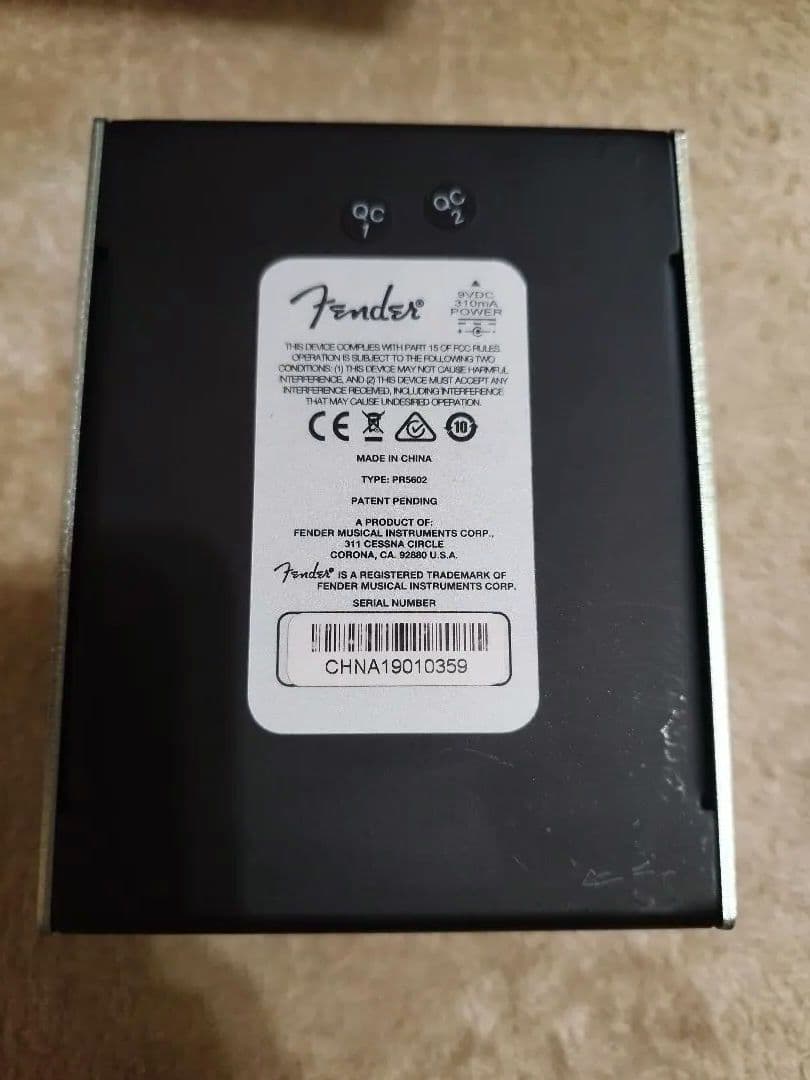 QC
1
QC
2
Fender®
9VDC
310mA
POWER
THIS DEVICE COMPLIES WITH PART 15 OF FCC RULES.
OPERATION IS SUBJECT TO THE FOLLOWING TWO
CONDITIONS: (1) THIS DEVICE MAY NOT CAUSE HARMFUL
INTERFERENCE, AND (2) THIS DEVICE MUST ACCEPT ANY
INTERFERENCE RECEIVED, INCLUDING INTERFERENCE
THAT MAY CAUSE UNDESIRED OPERATION.
CE 10
MADE IN CHINA
TYPE: PR5602
PATENT PENDING
A PRODUCT OF:
FENDER MUSICAL INSTRUMENTS CORP.,
311 CESSNA CIRCLE
CORONA, CA. 92880 U.S.A.
Fender® IS A REGISTERED TRADEMARK OF
FENDER MUSICAL INSTRUMENTS CORP.
SERIAL NUMBER
CHNA19010359